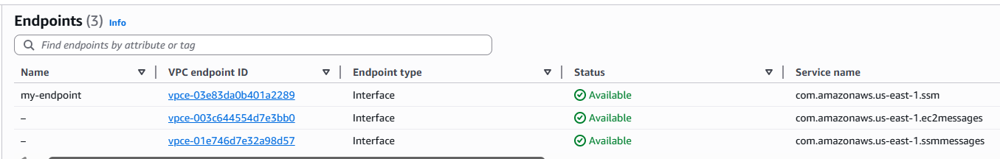 Endpoints (3) Info
Find endpoints by attribute or tag
Name VPC endpoint ID Endpoint type Status Service name
my-endpoint vpce-03e83da0b401a2289 Interface Available com.amazonaws.us-east-1.ssm
– vpce-003c644554d7e3bb0 Interface Available com.amazonaws.us-east-1.ec2messages
– vpce-01e746d7e32a98d57 Interface Available com.amazonaws.us-east-1.ssmmessages